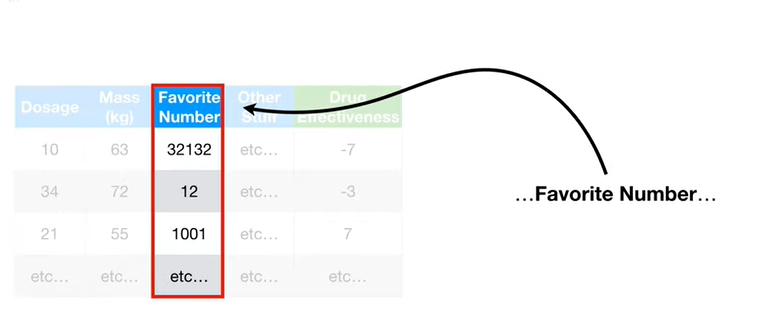 Dosage Mass (kg) Favorite Number Other Stuff Drug Effectiveness
10 63 32132 etc... -7
34 72 12 etc... -3
21 55 1001 etc... 7
etc... etc... etc... etc... etc...
...Favorite Number...